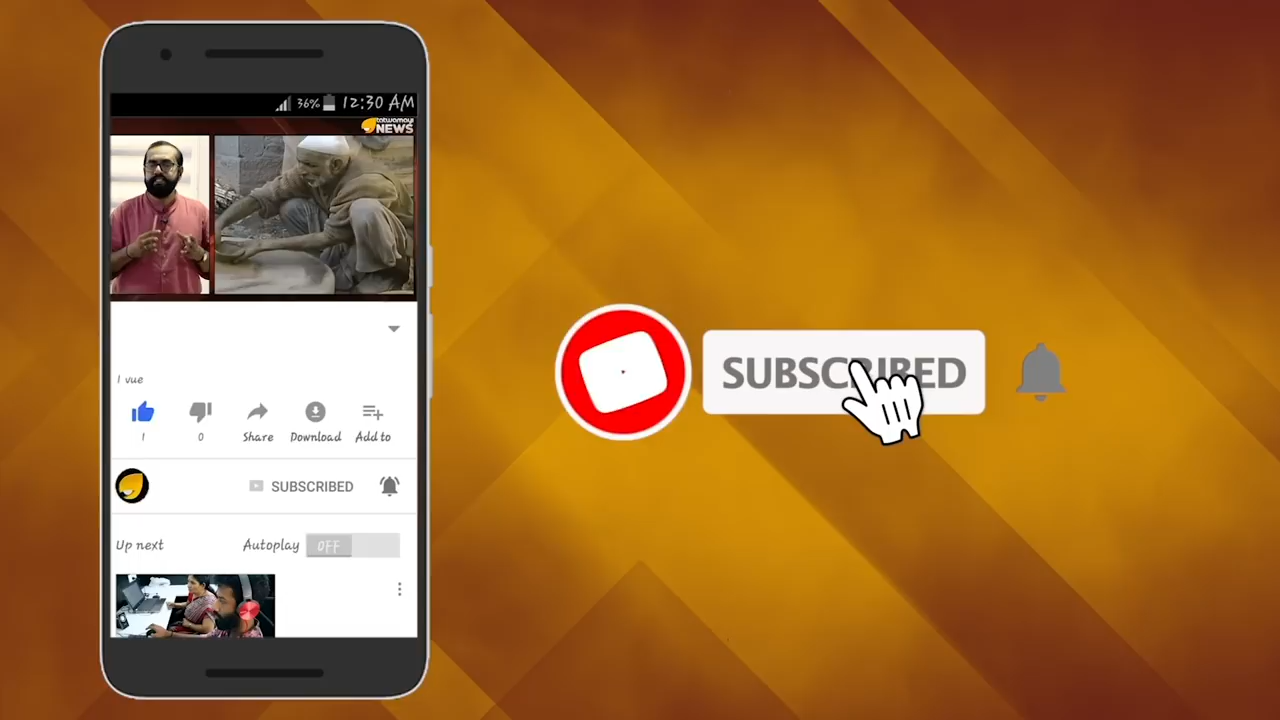 36% 12:30 AM
tatwamayi
NEWS
1 vue
1
0
Share
Download
Add to
SUBSCRIBED
Up next
Autoplay
OFF
SUBSCRIBED